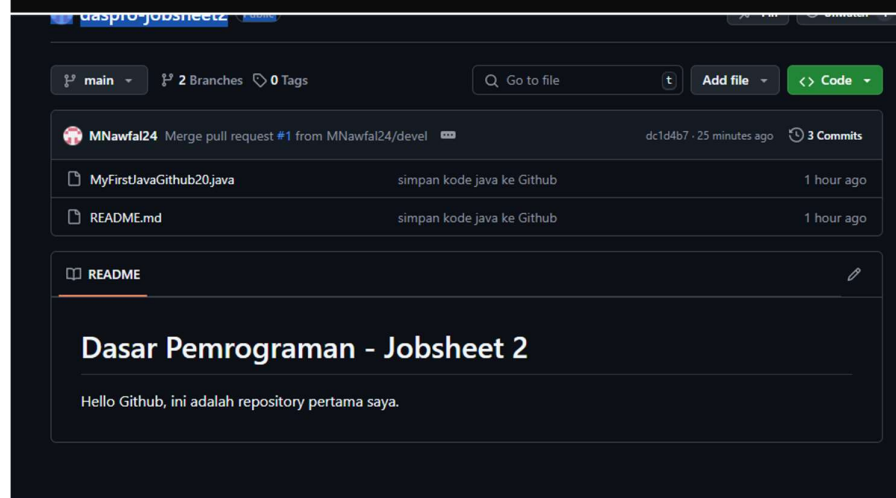 daspro-jobsheet2 Public
main 2 Branches 0 Tags Go to file t Add file <> Code
MNawfal24 Merge pull request #1 from MNawfal24/devel dc1d4b7 · 25 minutes ago 3 Commits
MyFirstJavaGithub20.java simpan kode java ke Github 1 hour ago
README.md simpan kode java ke Github 1 hour ago
README
Dasar Pemrograman - Jobsheet 2
Hello Github, ini adalah repository pertama saya.